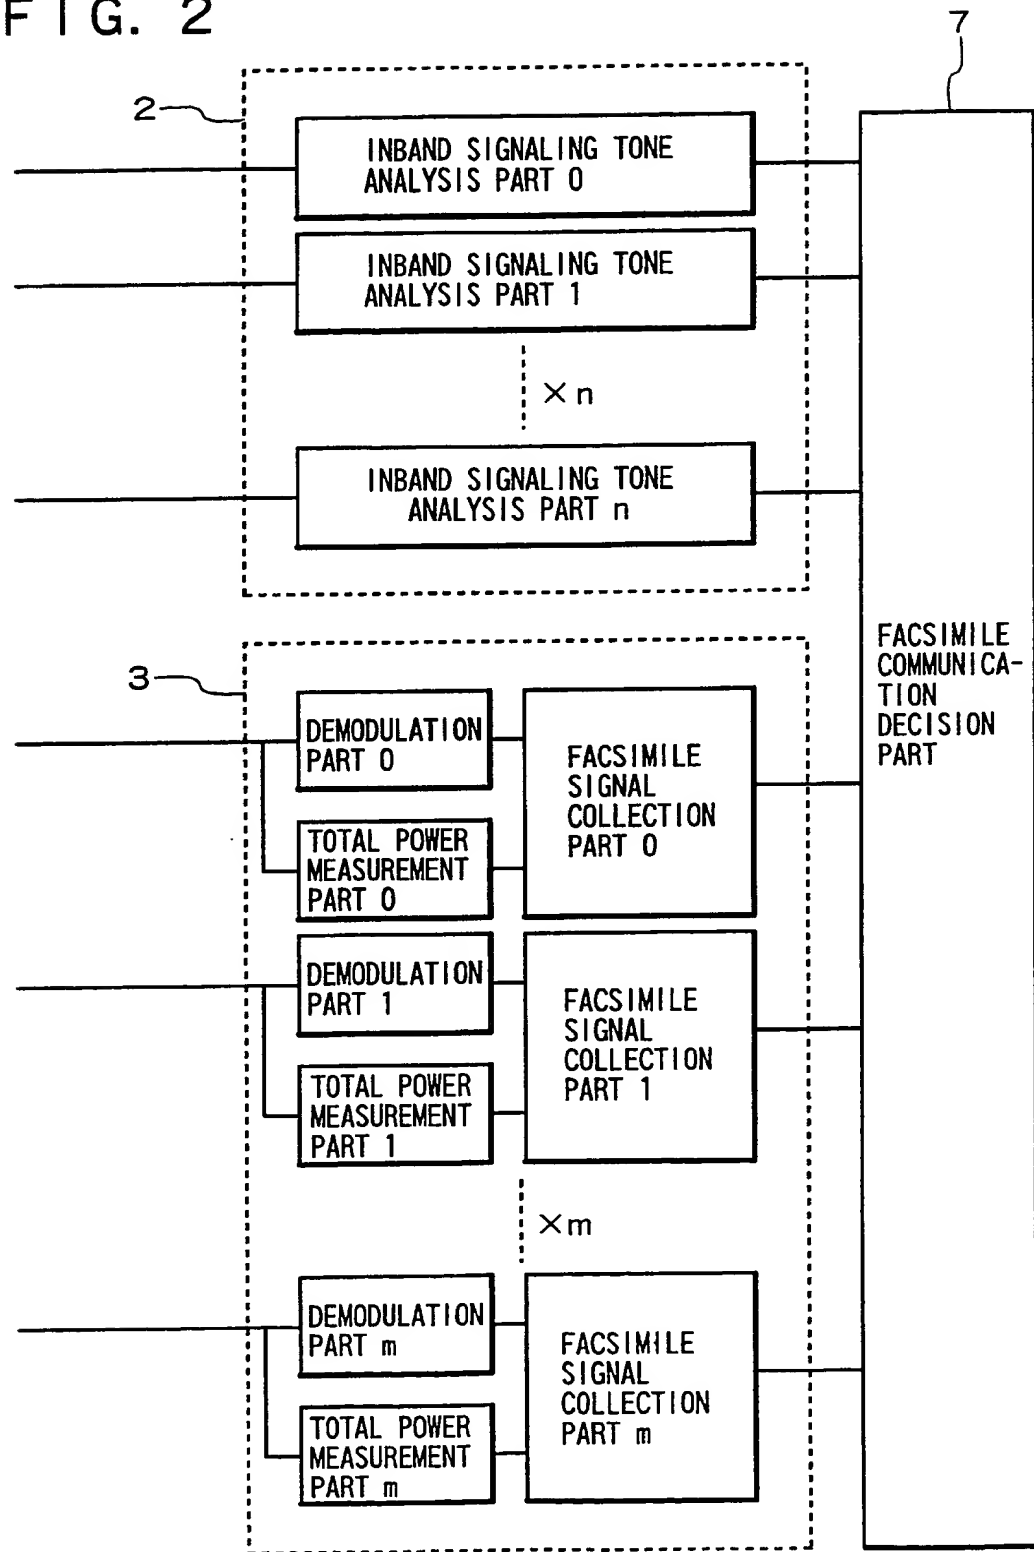 FIG. 2
7
2
INBAND SIGNALING TONE
ANALYSIS PART 0
INBAND SIGNALING TONE
ANALYSIS PART 1
×n
INBAND SIGNALING TONE
ANALYSIS PART n
FACSIMILE
COMMUNICA-
TION
DECISION
PART
3
DEMODULATION
PART 0
TOTAL POWER
MEASUREMENT
PART 0
FACSIMILE
SIGNAL
COLLECTION
PART 0
DEMODULATION
PART 1
TOTAL POWER
MEASUREMENT
PART 1
FACSIMILE
SIGNAL
COLLECTION
PART 1
×m
DEMODULATION
PART m
TOTAL POWER
MEASUREMENT
PART m
FACSIMILE
SIGNAL
COLLECTION
PART m